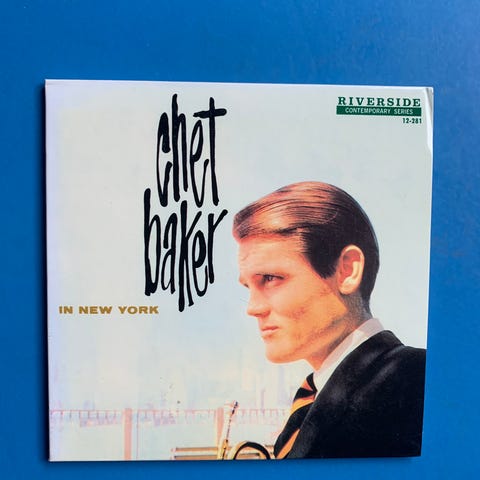 RIVERSIDE
CONTEMPORARY SERIES
12-281
chet
baker
IN NEW YORK